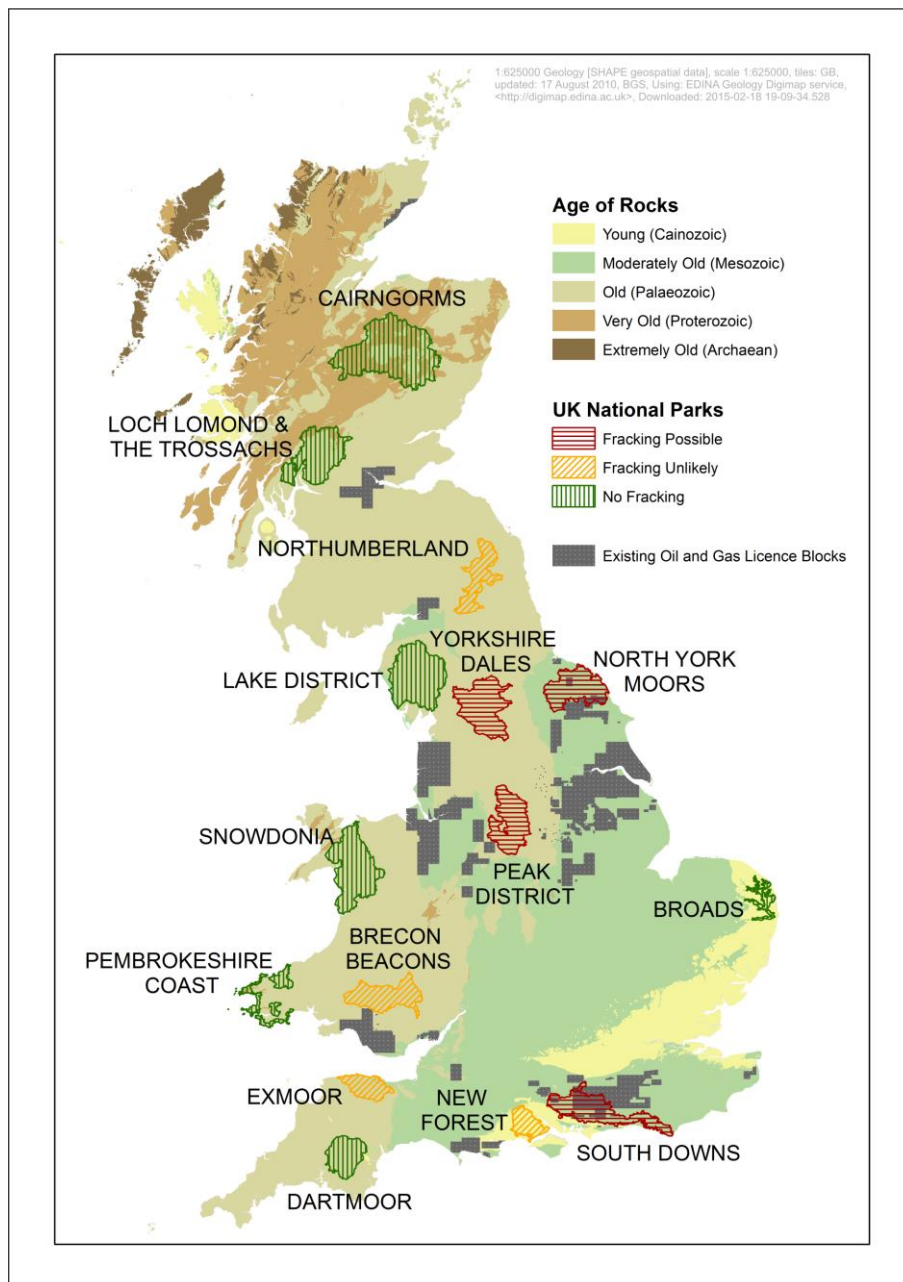 1:625000 Geology [SHAPE geospatial data], scale 1:625000, tiles: GB,
updated: 17 August 2010, BGS, Using: EDINA Geology Digimap service,
<http://digimap.edina.ac.uk>, Downloaded: 2015-02-18 19-09-34.528
Age of Rocks
Young (Cainozoic)
Moderately Old (Mesozoic)
Old (Palaeozoic)
Very Old (Proterozoic)
Extremely Old (Archaean)
UK National Parks
Fracking Possible
Fracking Unlikely
No Fracking
Existing Oil and Gas Licence Blocks
CAIRNGORMS
LOCH LOMOND &
THE TROSSACHS
NORTHUMBERLAND
YORKSHIRE
DALES
NORTH YORK
MOORS
LAKE DISTRICT
SNOWDONIA
PEAK
DISTRICT
BROADS
BRECON
BEACONS
PEMBROKESHIRE
COAST
EXMOOR
NEW
FOREST
SOUTH DOWNS
DARTMOOR